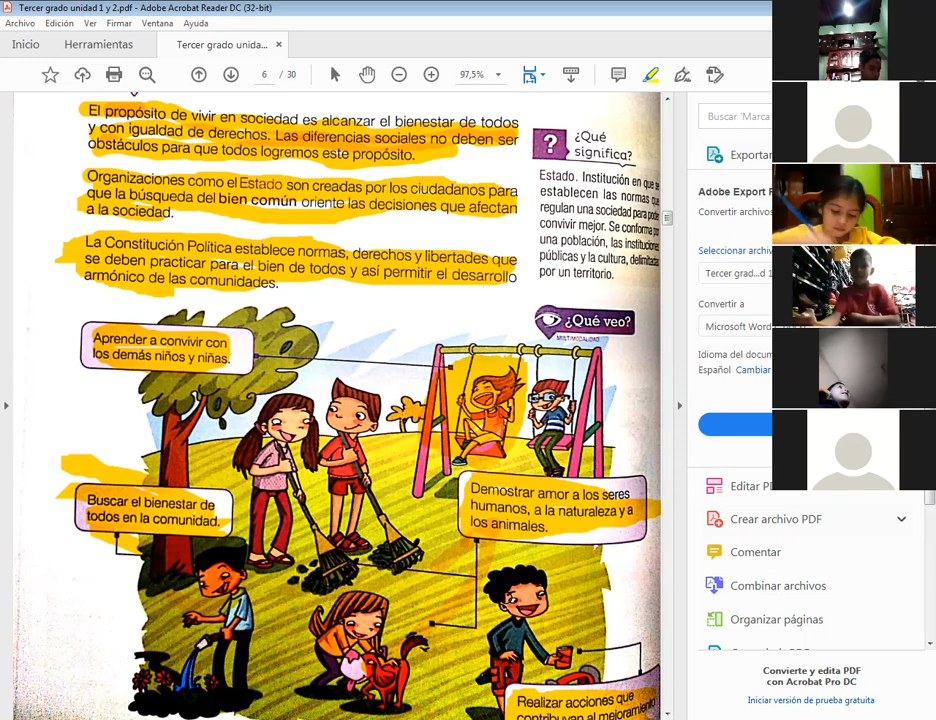 Tercer grado unidad 1 y 2.pdf - Adobe Acrobat Reader DC (32-bit)
Archivo Edición Ver Firmar Ventana Ayuda
Inicio Herramientas Tercer grado unida... ×
6 / 30 97,5%
El propósito de vivir en sociedad es alcanzar el bienestar de todos
y con igualdad de derechos. Las diferencias sociales no deben ser
obstáculos para que todos logremos este propósito.
Organizaciones como el Estado son creadas por los ciudadanos para
que la búsqueda del bien común oriente las decisiones que afectan
a la sociedad.
La Constitución Política establece normas, derechos y libertades que
se deben practicar para el bien de todos y así permitir el desarrollo
armónico de las comunidades.
?
¿Qué
significa?
Estado. Institución en que se
establecen las normas que
regulan una sociedad para poder
convivir mejor. Se conforma por
una población, las instituciones
públicas y la cultura, delimitadas
por un territorio.
¿Qué veo?
MULTIMODALIDAD
Aprender a convivir con
los demás niños y niñas.
Buscar el bienestar de
todos en la comunidad.
Demostrar amor a los seres
humanos, a la naturaleza y a
los animales.
Realizar acciones que
contribuyan al mejoramiento
Buscar 'Marca
Exportar
Adobe Export P
Convertir archivos
Seleccionar archiv
Tercer grad...d 1
Convertir a
Microsoft Word
Idioma del docum
Español Cambiar
Editar PD
Crear archivo PDF
Comentar
Combinar archivos
Organizar páginas
Convierte y edita PDF
con Acrobat Pro DC
Iniciar versión de prueba gratuita